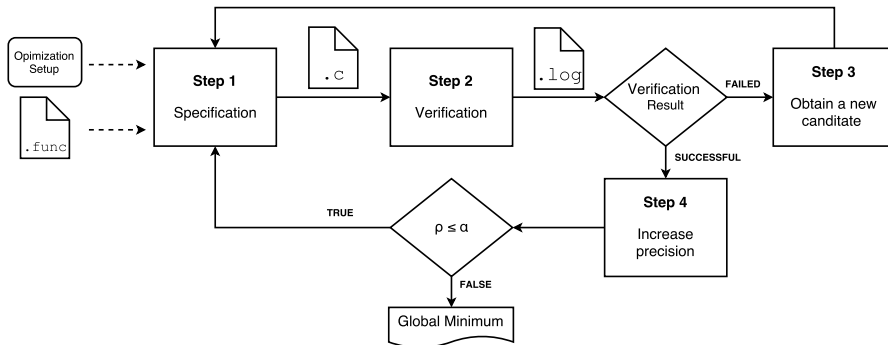 Opimization
Setup
.func
Step 1
Specification
.c
Step 2
Verification
.log
Verification
Result
FAILED
Step 3
Obtain a new
canditate
SUCCESSFUL
Step 4
Increase
precision
ρ ≤ α
TRUE
FALSE
Global Minimum